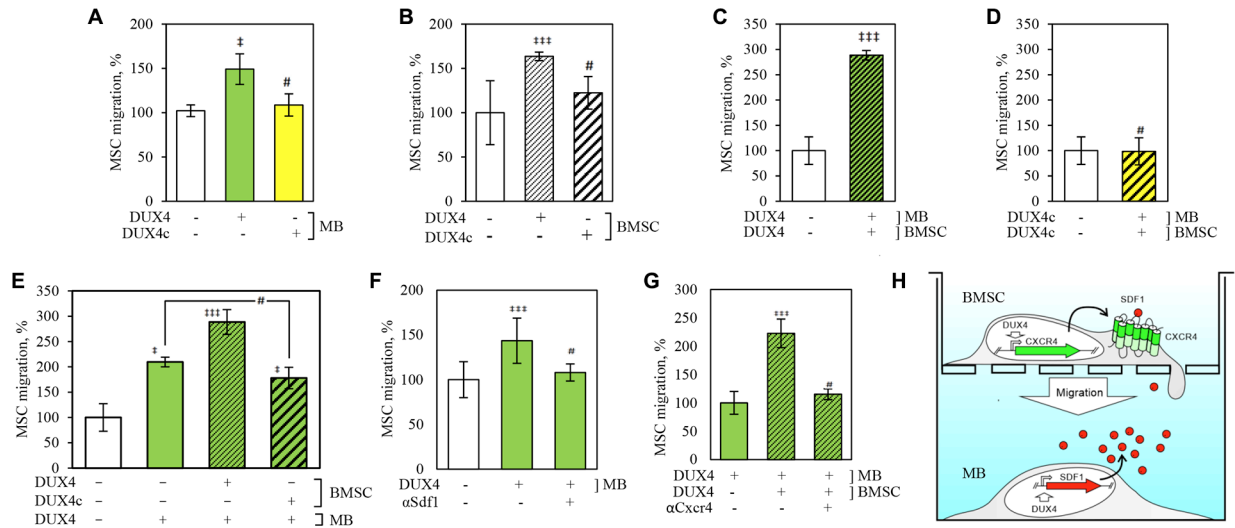 A
MSC migration, %
200
150
100
50
0
‡
#
DUX4 - + -
DUX4c - - +
] MB
B
MSC migration, %
200
150
100
50
0
‡‡‡
#
DUX4 - + -
DUX4c - - +
] BMSC
C
MSC migration, %
350
300
250
200
150
100
50
0
‡‡‡
DUX4 - + ] MB
DUX4 - + ] BMSC
D
MSC migration, %
350
300
250
200
150
100
50
0
#
DUX4c - + ] MB
DUX4c - + ] BMSC
E
MSC migration, %
350
300
250
200
150
100
50
0
‡
‡‡‡
#
‡
DUX4 – – + –
DUX4c – – – +
] BMSC
DUX4 – + + + ] MB
F
MSC migration, %
200
150
100
50
0
‡‡‡
#
DUX4 - + + ] MB
αSdf1 - - +
G
MSC migration, %
300
250
200
150
100
50
0
‡‡‡
#
DUX4 + + + ] MB
DUX4 - + + ] BMSC
αCxcr4 - - +
H
BMSC
SDF1
DUX4
CXCR4
CXCR4
Migration
MB
SDF1
DUX4